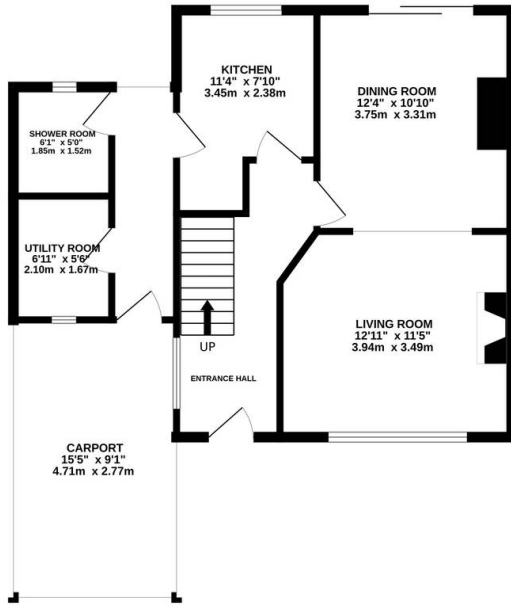 KITCHEN
11'4" x 7'10"
3.45m x 2.38m
DINING ROOM
12'4" x 10'10"
3.75m x 3.31m
SHOWER ROOM
6'1" x 5'0"
1.85m x 1.52m
UTILITY ROOM
6'11" x 5'6"
2.10m x 1.67m
LIVING ROOM
12'11" x 11'5"
3.94m x 3.49m
UP
ENTRANCE HALL
CARPORT
15'5" x 9'1"
4.71m x 2.77m